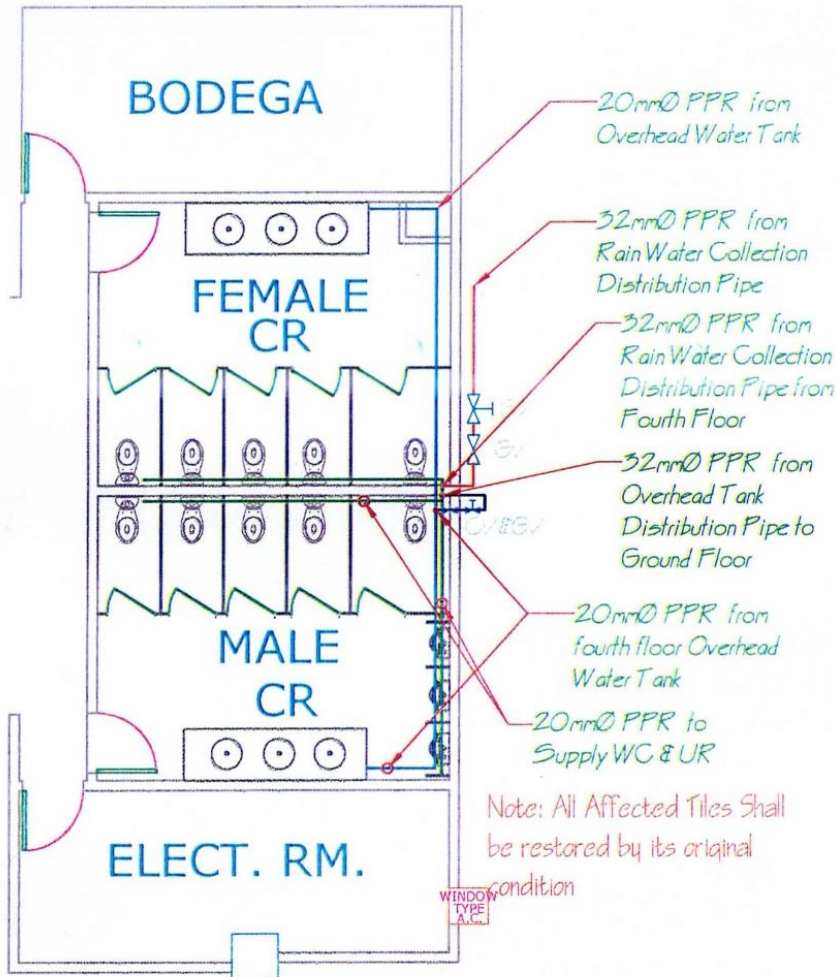 BODEGA
20mmØ PPR from
Overhead Water Tank
32mmØ PPR from
Rain Water Collection
Distribution Pipe
FEMALE
CR
32mmØ PPR from
Rain Water Collection
Distribution Pipe from
Fourth Floor
GV
32mmØ PPR from
Overhead Tank
Distribution Pipe to
Ground Floor
CV&GV
20mmØ PPR from
fourth floor Overhead
Water Tank
MALE
CR
20mmØ PPR to
Supply WC & UR
Note: All Affected Tiles Shall
be restored by its original
condition
ELECT. RM.
WINDOW
TYPE
A.C.